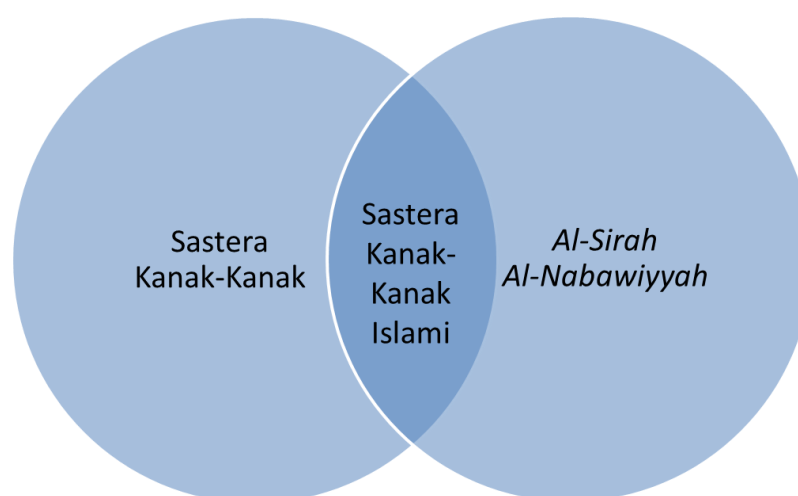 Sastera
Kanak-Kanak
Sastera
Kanak-
Kanak
Islami
Al-Sirah
Al-Nabawiyyah